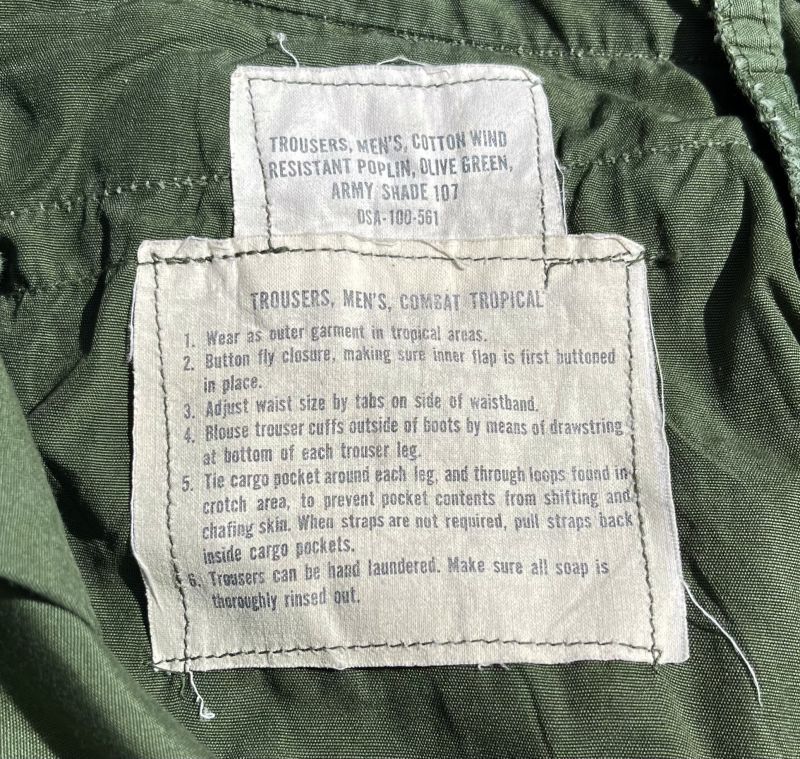 TROUSERS, MEN'S, COTTON WIND
RESISTANT POPLIN, OLIVE GREEN,
ARMY SHADE 107
DSA-100-561
TROUSERS, MEN'S, COMBAT TROPICAL
1. Wear as outer garment in tropical areas.
2. Button fly closure, making sure inner flap is first buttoned
in place.
3. Adjust waist size by tabs on side of waistband.
4. Blouse trouser cuffs outside of boots by means of drawstring
at bottom of each trouser leg.
5. Tie cargo pocket around each leg, and through loops found in
crotch area, to prevent pocket contents from shifting and
chafing skin. When straps are not required, pull straps back
inside cargo pockets.
6. Trousers can be hand laundered. Make sure all soap is
thoroughly rinsed out.